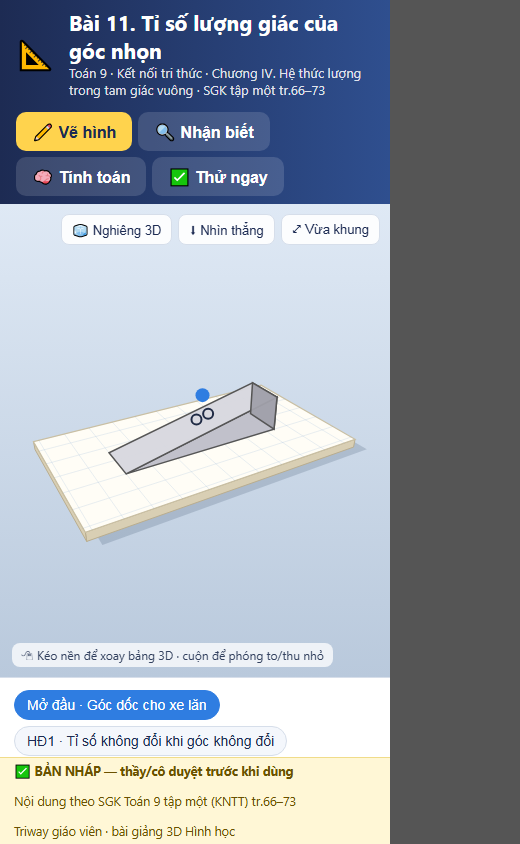 Bài 11. Tỉ số lượng giác của
góc nhọn
Toán 9 · Kết nối tri thức · Chương IV. Hệ thức lượng
trong tam giác vuông · SGK tập một tr.66–73
Vẽ hình
Nhận biết
Tính toán
Thử ngay
Nghiêng 3D
Nhìn thẳng
Vừa khung
Kéo nền để xoay bảng 3D · cuộn để phóng to/thu nhỏ
Mở đầu · Góc dốc cho xe lăn
HĐ1 · Tỉ số không đổi khi góc không đổi
BẢN NHÁP — thầy/cô duyệt trước khi dùng
Nội dung theo SGK Toán 9 tập một (KNTT) tr.66–73
Triway giáo viên · bài giảng 3D Hình học